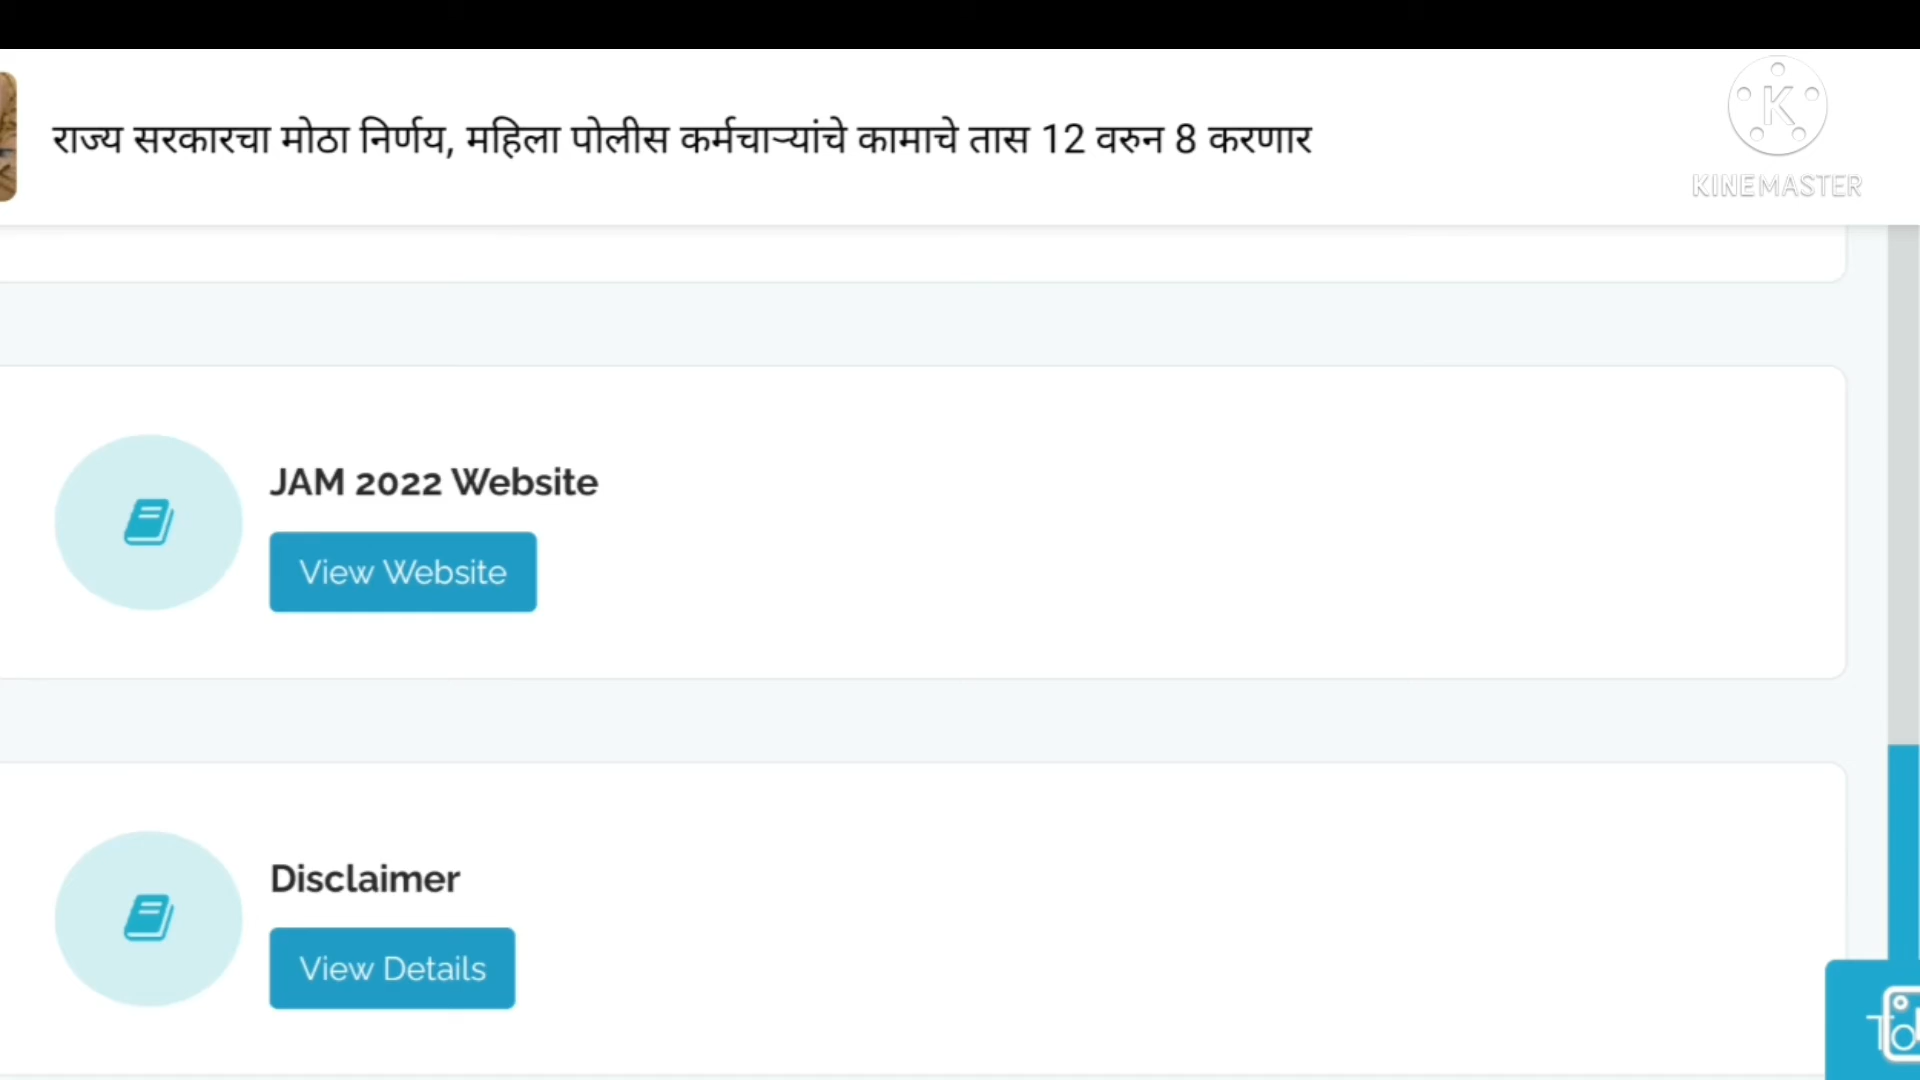 राज्य सरकारचा मोठा निर्णय, महिला पोलीस कर्मचाऱ्यांचे कामाचे तास 12 वरुन 8 करणार
K
KINEMASTER
JAM 2022 Website
View Website
Disclaimer
View Details